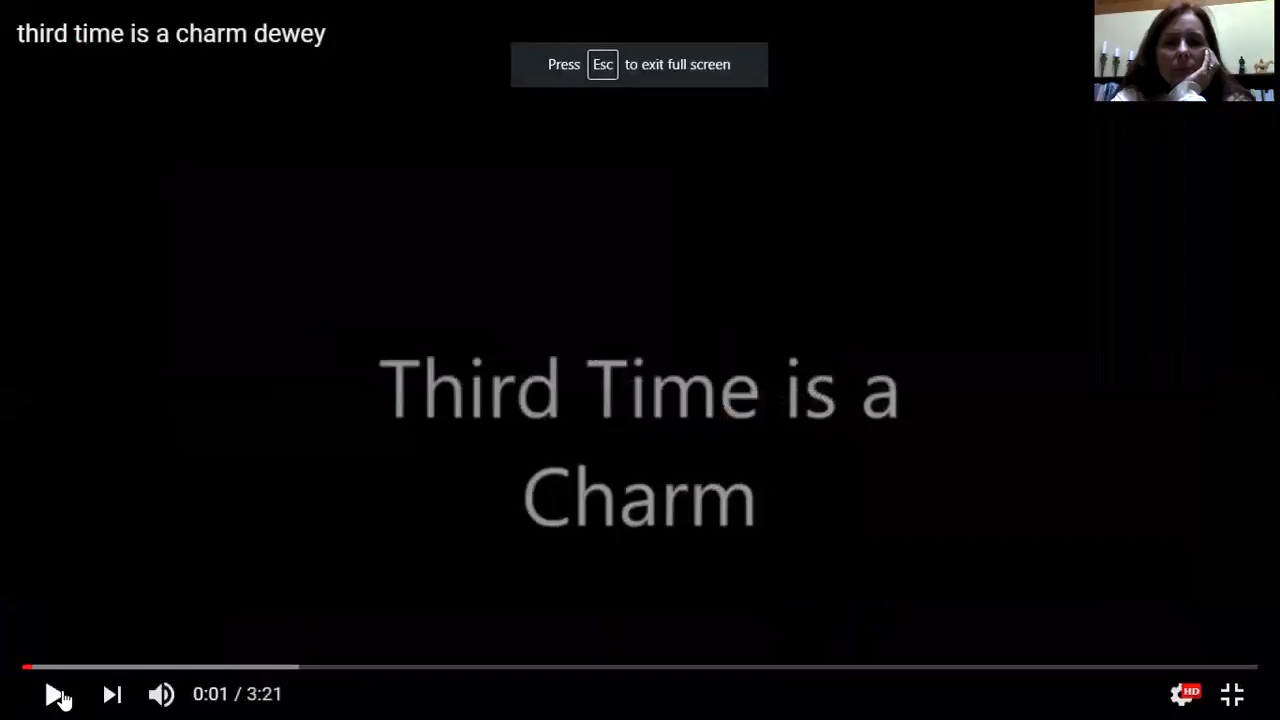 third time is a charm dewey
Press Esc to exit full screen
Third Time is a
Charm
0:01 / 3:21
HD